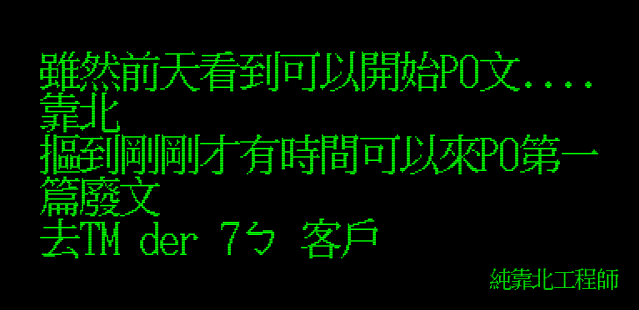 雖然前天看到可以開始PO文....
靠北
摳到剛剛才有時間可以來PO第一
篇廢文
去TM der 7ㄅ 客戶
純靠北工程師